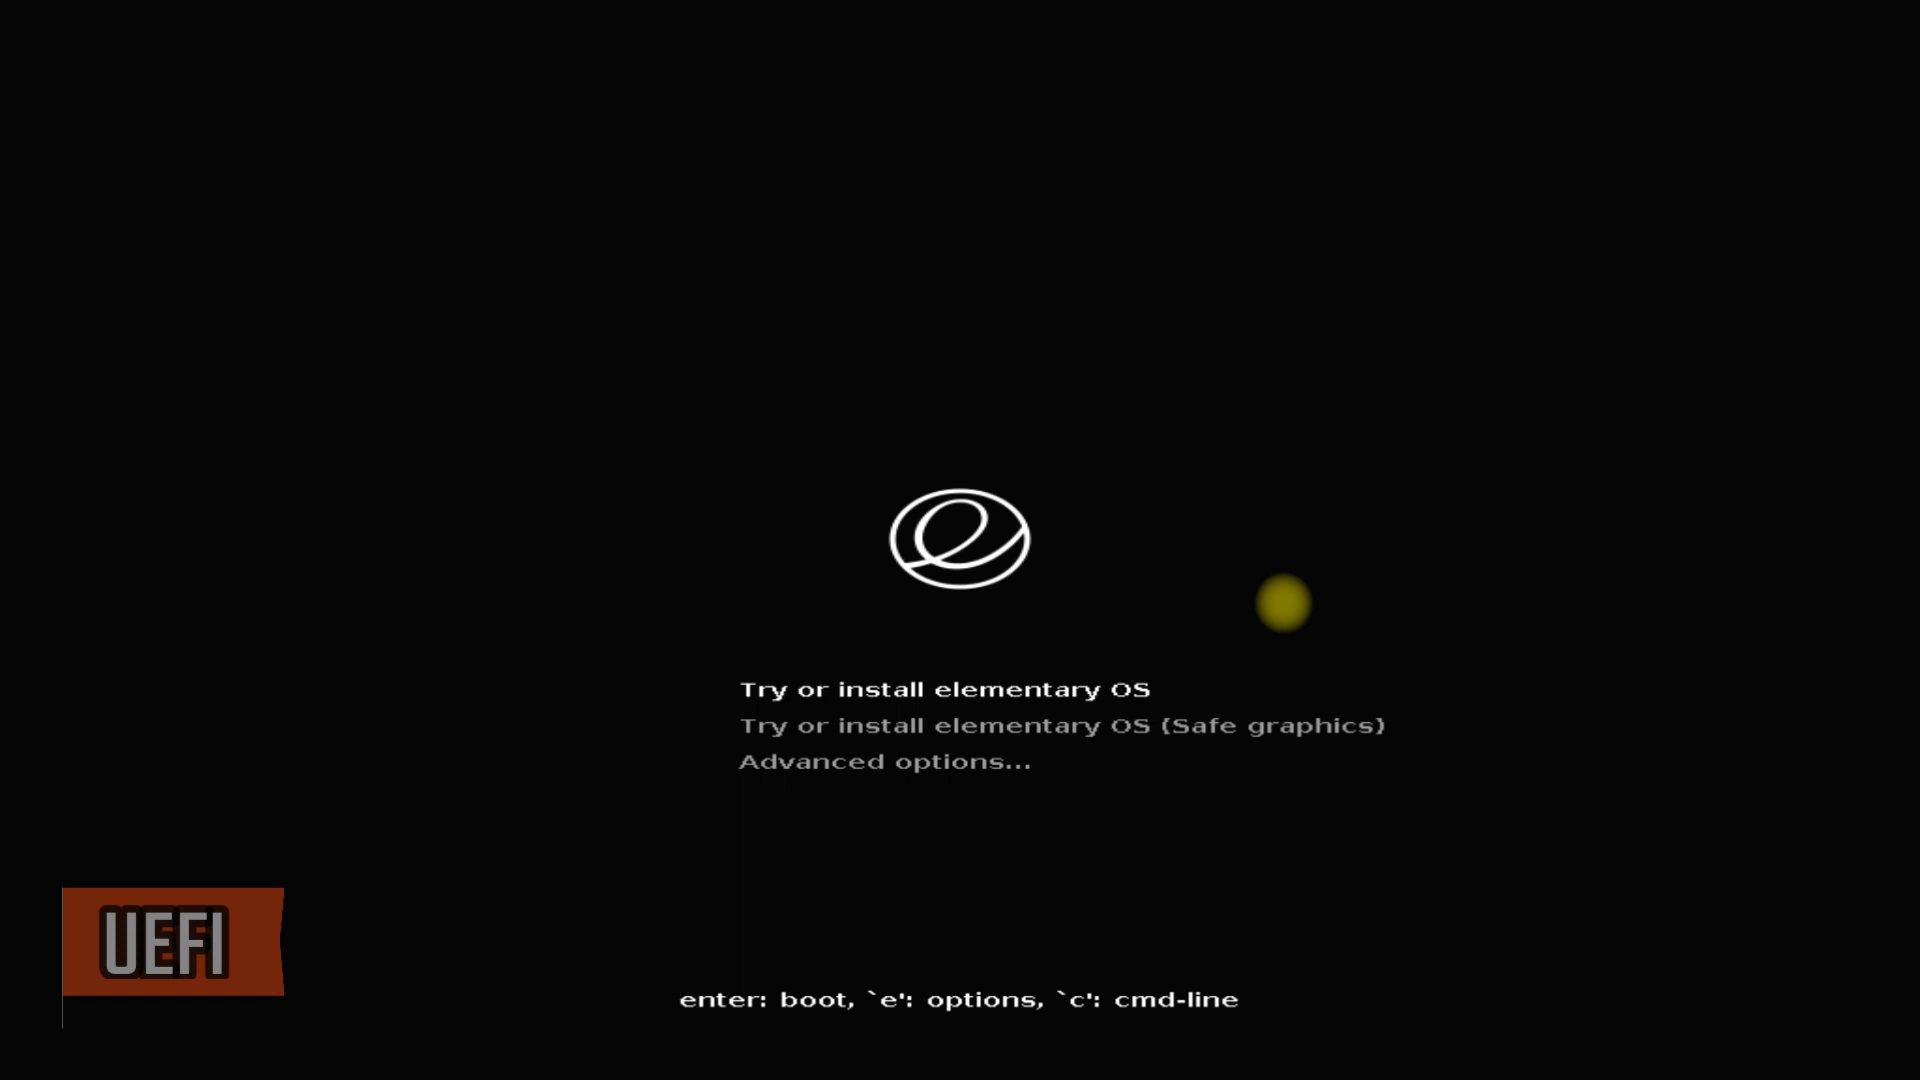 Try or install elementary OS
Try or install elementary OS (Safe graphics)
Advanced options...
UEFI
enter: boot, `e': options, `c': cmd-line